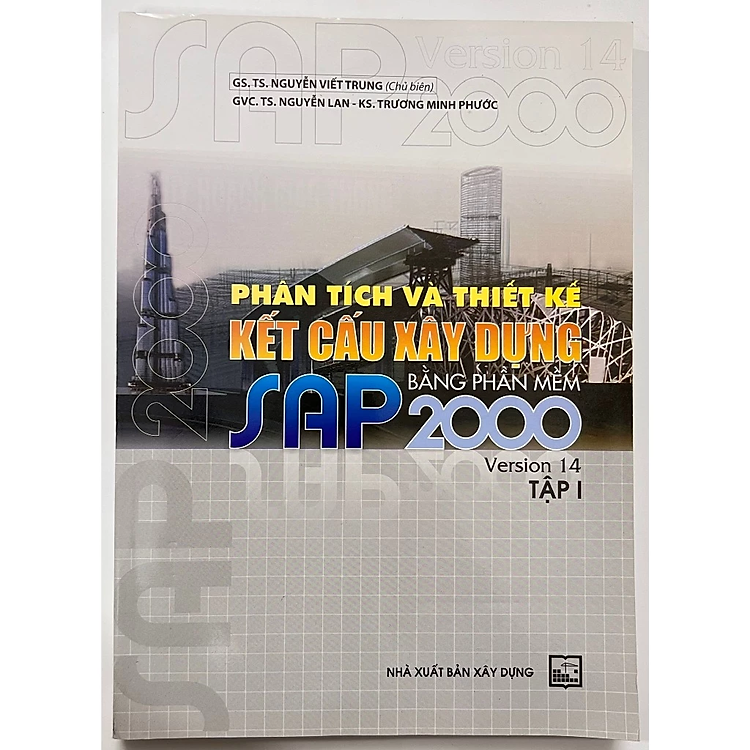 SAP
Version 14
2000
GS. TS. NGUYỄN VIẾT TRUNG (Chủ biên)
GVC. TS. NGUYỄN LAN - KS. TRƯƠNG MINH PHƯỚC
PHÂN TÍCH VÀ THIẾT KẾ
KẾT CẤU XÂY DỰNG
BẰNG PHẦN MỀM
SAP 2000
Version 14
TẬP I
SAP 2000
NHÀ XUẤT BẢN XÂY DỰNG